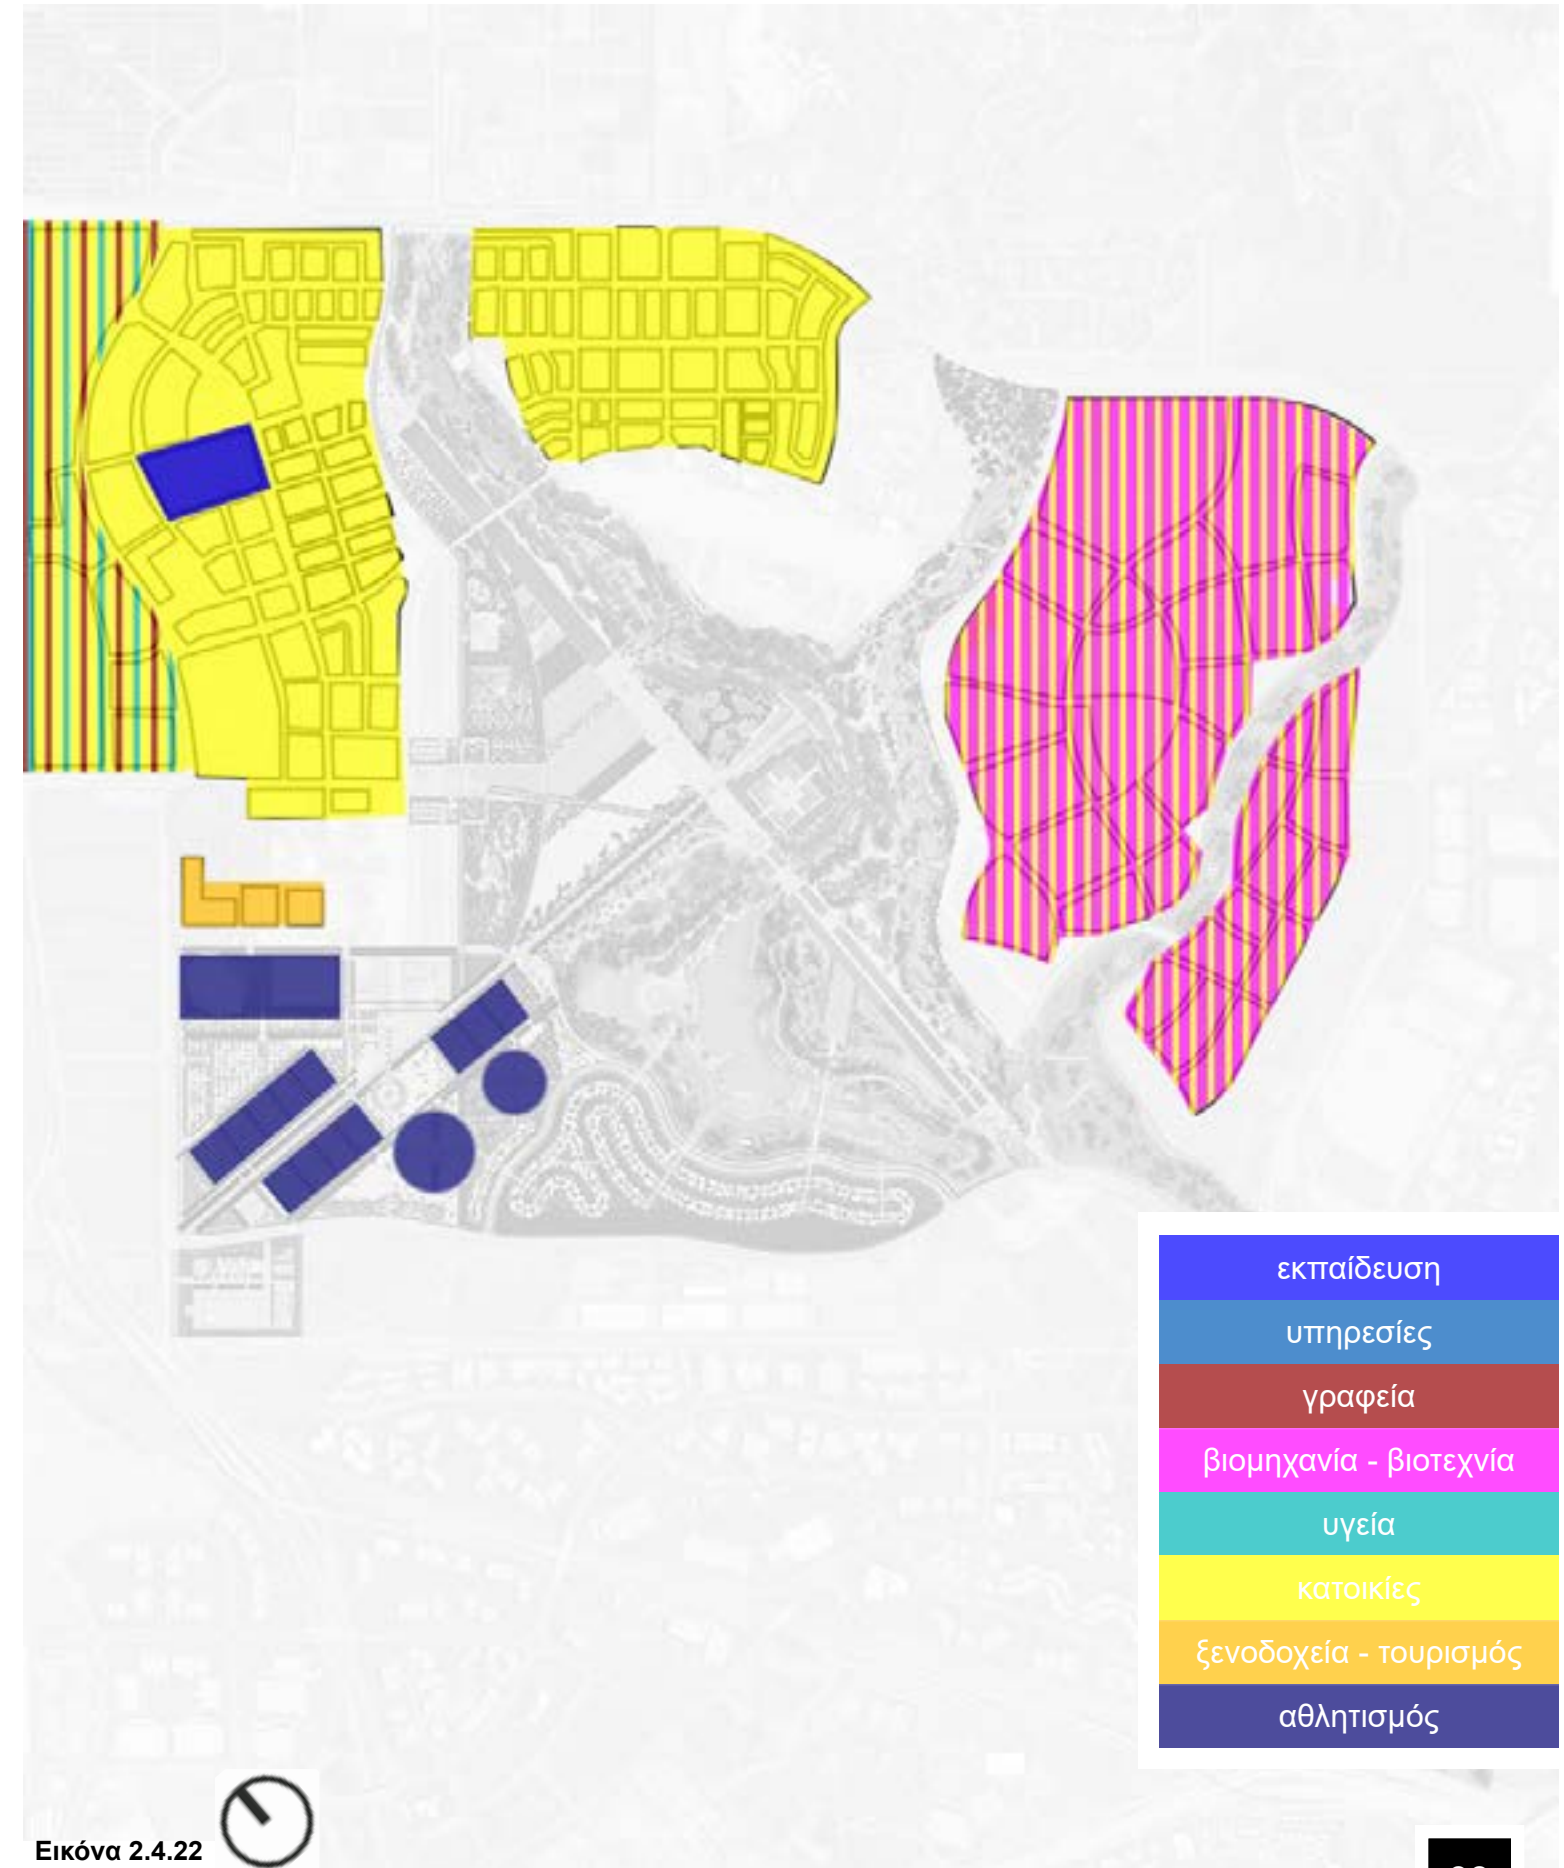 εκπαίδευση
υπηρεσίες
γραφεία
βιομηχανία - βιοτεχνία
υγεία
κατοικίες
ξενοδοχεία - τουρισμός
αθλητισμός
Εικόνα 2.4.22